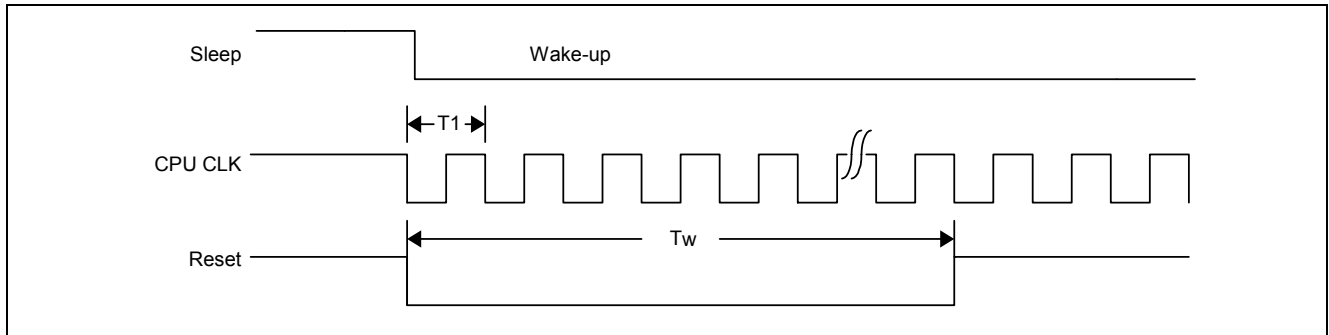 Sleep
Wake-up
T1
CPU CLK
Tw
Reset